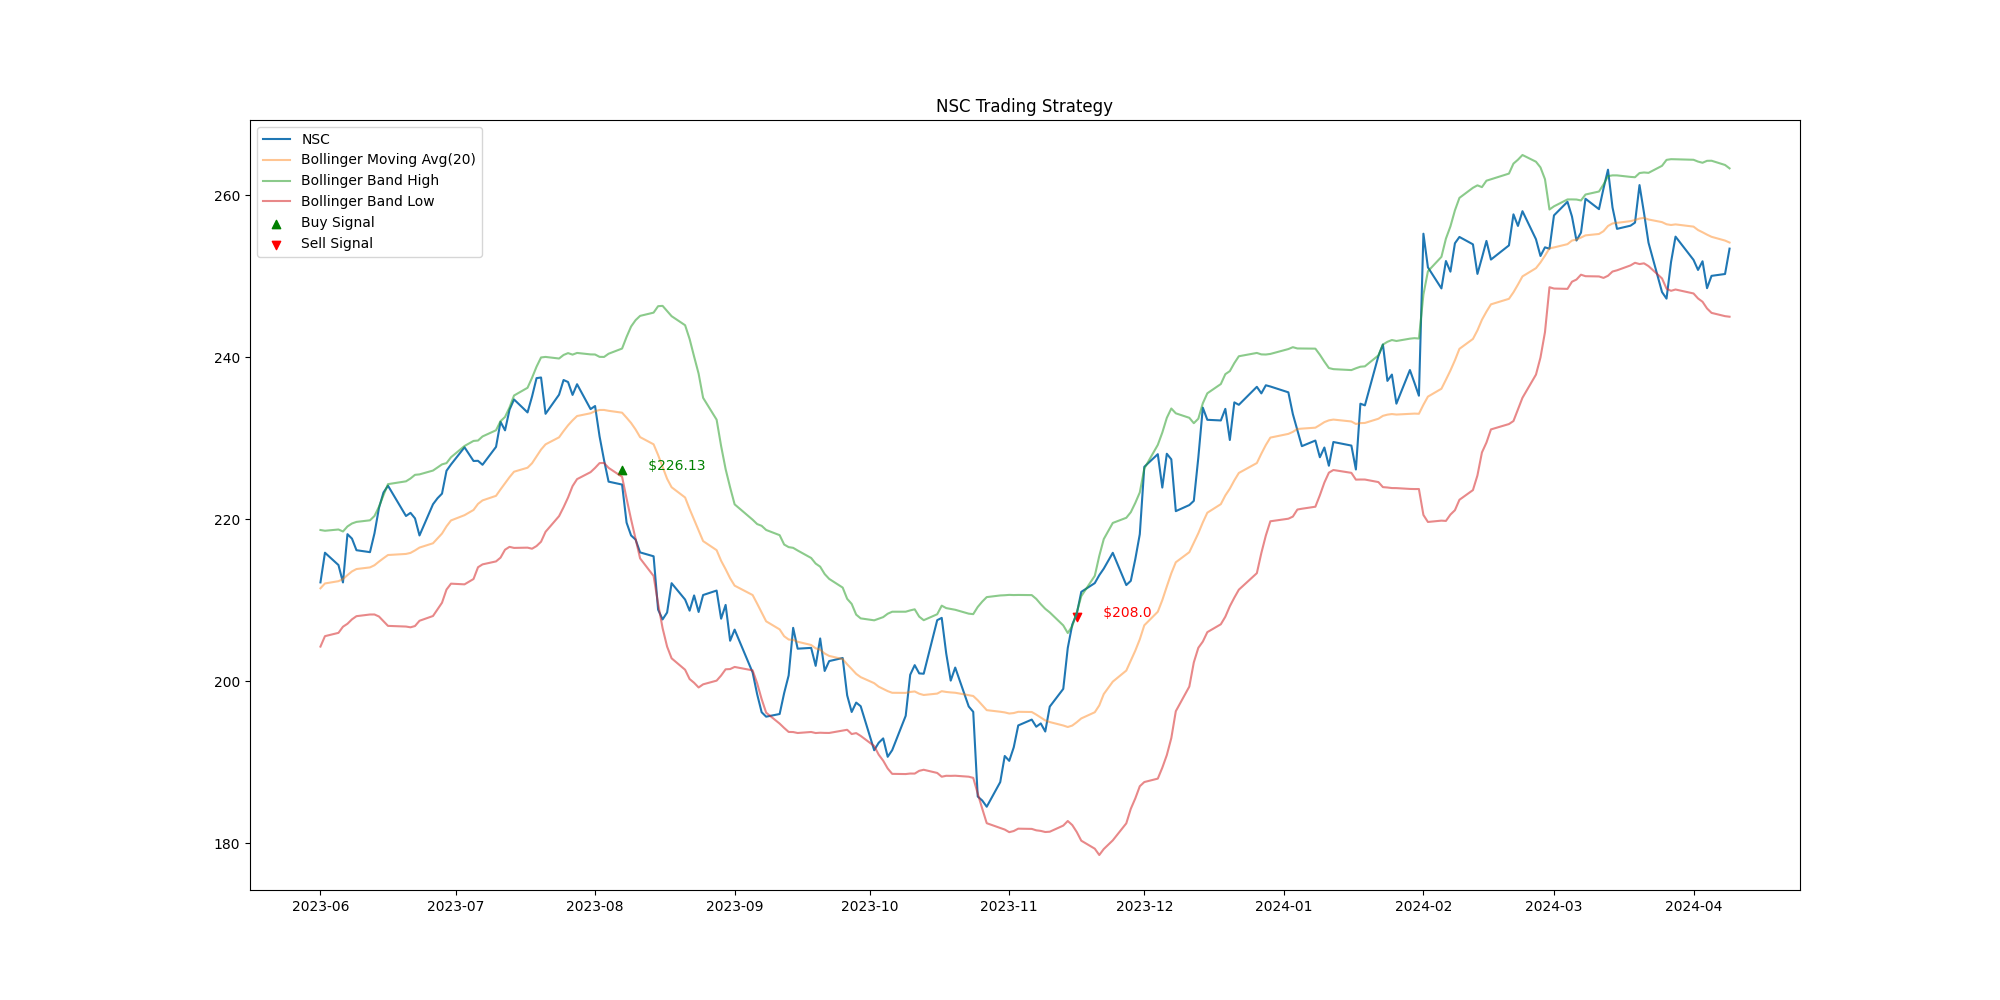 NSC Trading Strategy
NSC
Bollinger Moving Avg(20)
Bollinger Band High
Bollinger Band Low
Buy Signal
Sell Signal
260
240
220
200
180
$226.13
$208.0
2023-06 2023-07 2023-08 2023-09 2023-10 2023-11 2023-12 2024-01 2024-02 2024-03 2024-04